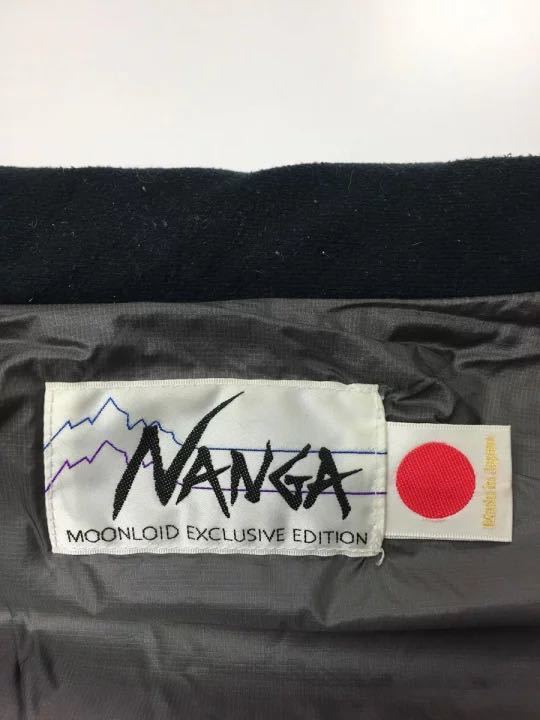 NANGA
MOONLOID EXCLUSIVE EDITION
Made in Japan